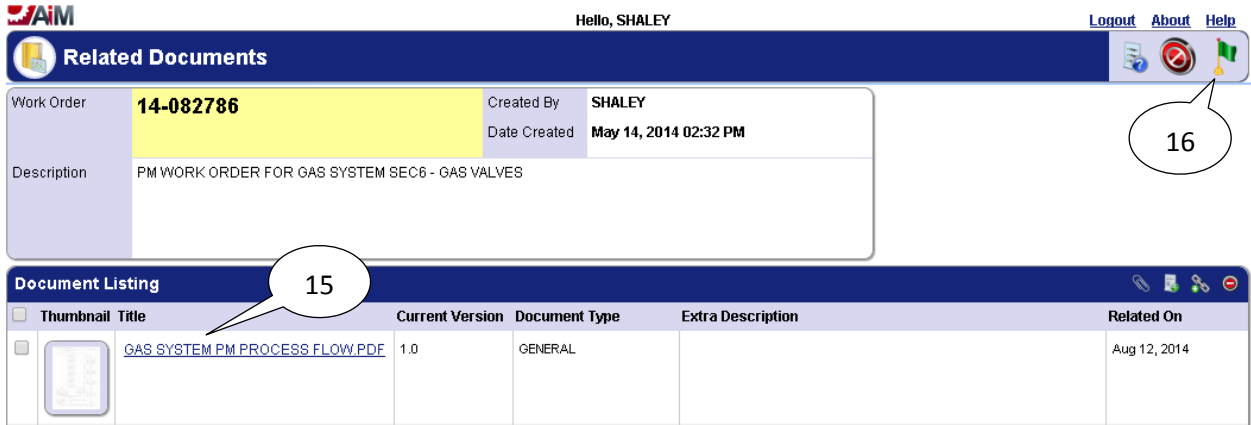 AiM
Hello, SHALEY
Logout About Help
Related Documents
16
Work Order
14-082786
Created By SHALEY
Date Created May 14, 2014 02:32 PM
Description
PM WORK ORDER FOR GAS SYSTEM SEC6 - GAS VALVES
15
Document Listing
Thumbnail Title Current Version Document Type Extra Description Related On
GAS SYSTEM PM PROCESS FLOW.PDF 1.0 GENERAL Aug 12, 2014